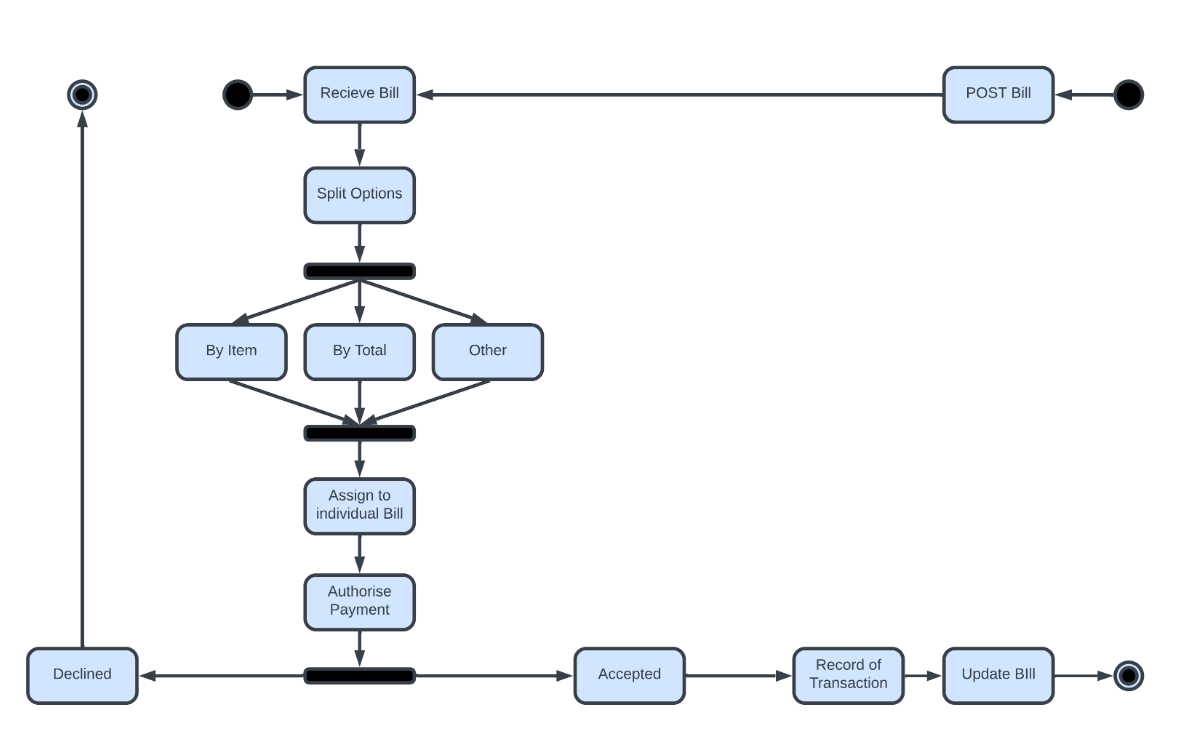 Recieve Bill
POST Bill
Split Options
By Item
By Total
Other
Assign to
individual Bill
Authorise
Payment
Declined
Accepted
Record of
Transaction
Update BIll